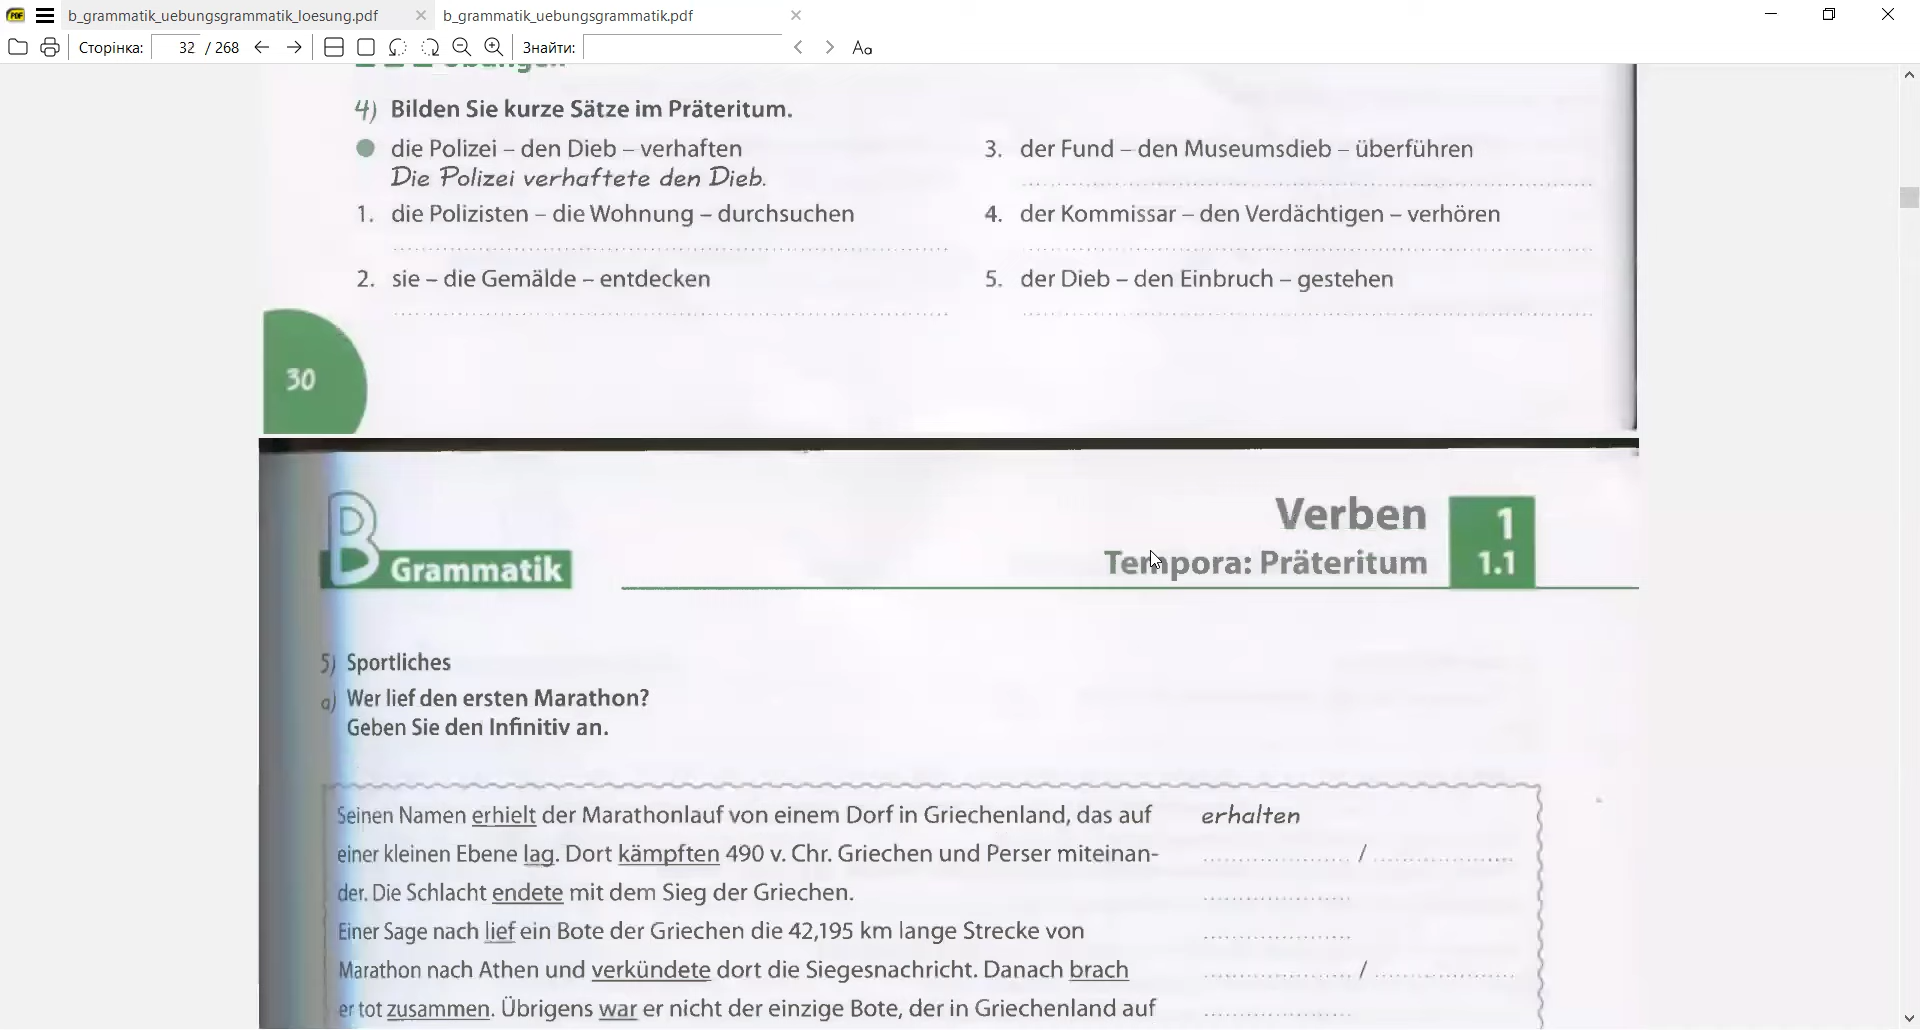 b_grammatik_uebungsgrammatik_loesung.pdf
b_grammatik_uebungsgrammatik.pdf
Сторінка: 32 / 268
Знайти:
Aa
Übungen
4) Bilden Sie kurze Sätze im Präteritum.
die Polizei – den Dieb – verhaften
Die Polizei verhaftete den Dieb.
1. die Polizisten – die Wohnung – durchsuchen
2. sie – die Gemälde – entdecken
3. der Fund – den Museumsdieb – überführen
4. der Kommissar – den Verdächtigen – verhören
5. der Dieb – den Einbruch – gestehen
30
B Grammatik
Verben
Tempora: Präteritum
1
1.1
5) Sportliches
a) Wer lief den ersten Marathon?
Geben Sie den Infinitiv an.
Seinen Namen erhielt der Marathonlauf von einem Dorf in Griechenland, das auf
erhalten
einer kleinen Ebene lag. Dort kämpften 490 v. Chr. Griechen und Perser miteinan-
/
der. Die Schlacht endete mit dem Sieg der Griechen.
Einer Sage nach lief ein Bote der Griechen die 42,195 km lange Strecke von
Marathon nach Athen und verkündete dort die Siegesnachricht. Danach brach
/
er tot zusammen. Übrigens war er nicht der einzige Bote, der in Griechenland auf